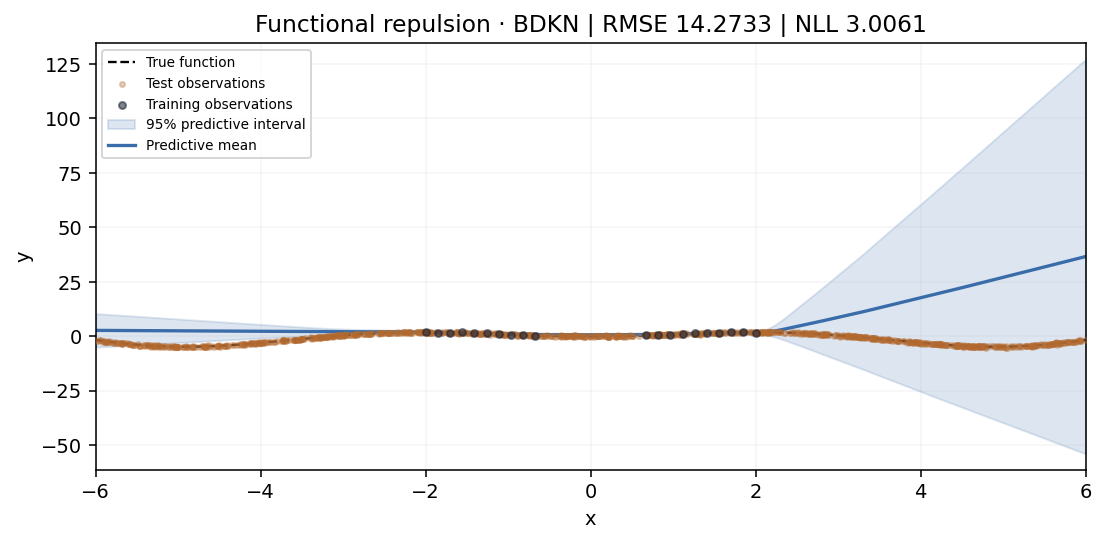 Functional repulsion · BDKN | RMSE 14.2733 | NLL 3.0061
True function
Test observations
Training observations
95% predictive interval
Predictive mean
125
100
75
50
25
0
−25
−50
y
−6
−4
−2
0
2
4
6
x